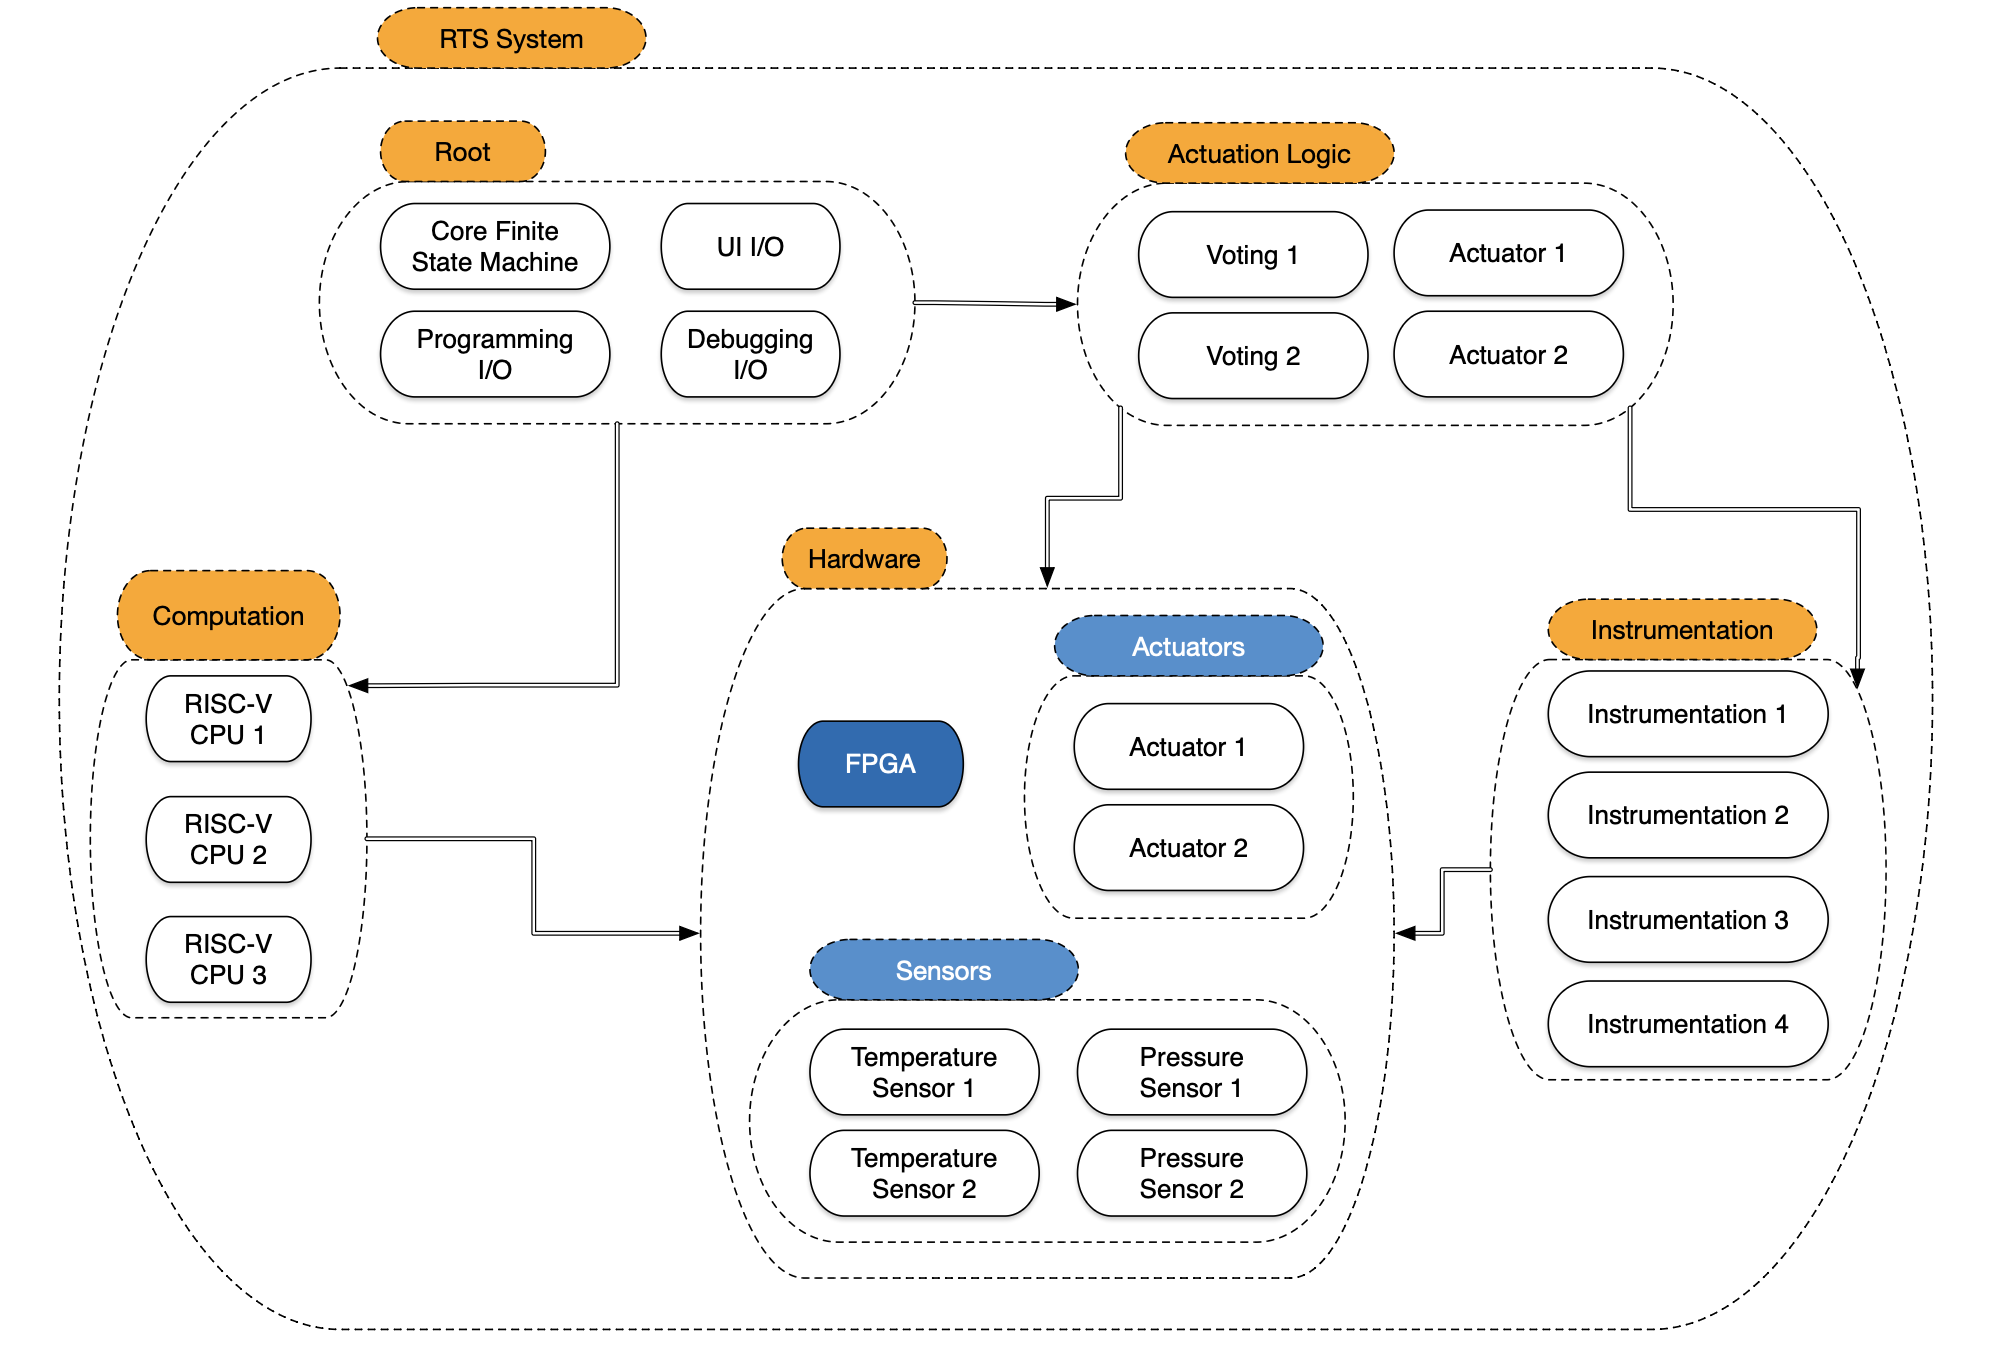 RTS System
Root
Core Finite
State Machine
UI I/O
Programming
I/O
Debugging
I/O
Actuation Logic
Voting 1
Actuator 1
Voting 2
Actuator 2
Computation
RISC-V
CPU 1
RISC-V
CPU 2
RISC-V
CPU 3
Hardware
FPGA
Actuators
Actuator 1
Actuator 2
Sensors
Temperature
Sensor 1
Pressure
Sensor 1
Temperature
Sensor 2
Pressure
Sensor 2
Instrumentation
Instrumentation 1
Instrumentation 2
Instrumentation 3
Instrumentation 4